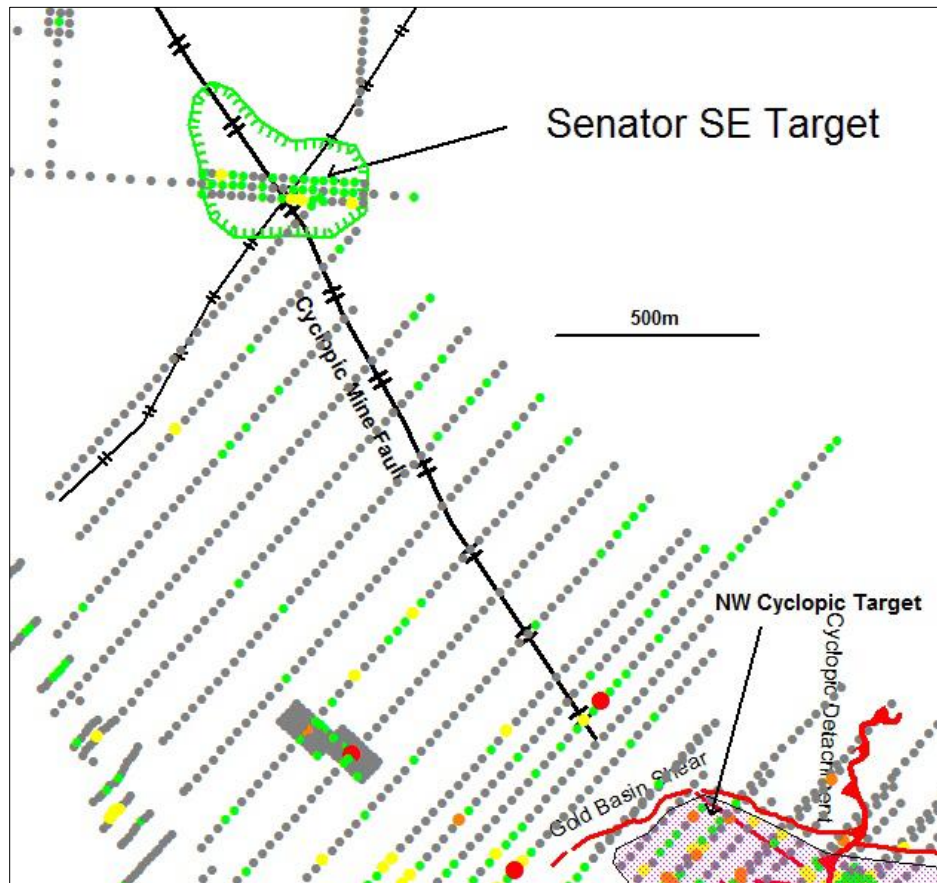 Senator SE Target
500m
Cyclopic Mine Fault
NW Cyclopic Target
Cyclopic Detachment
Gold Basin Shear